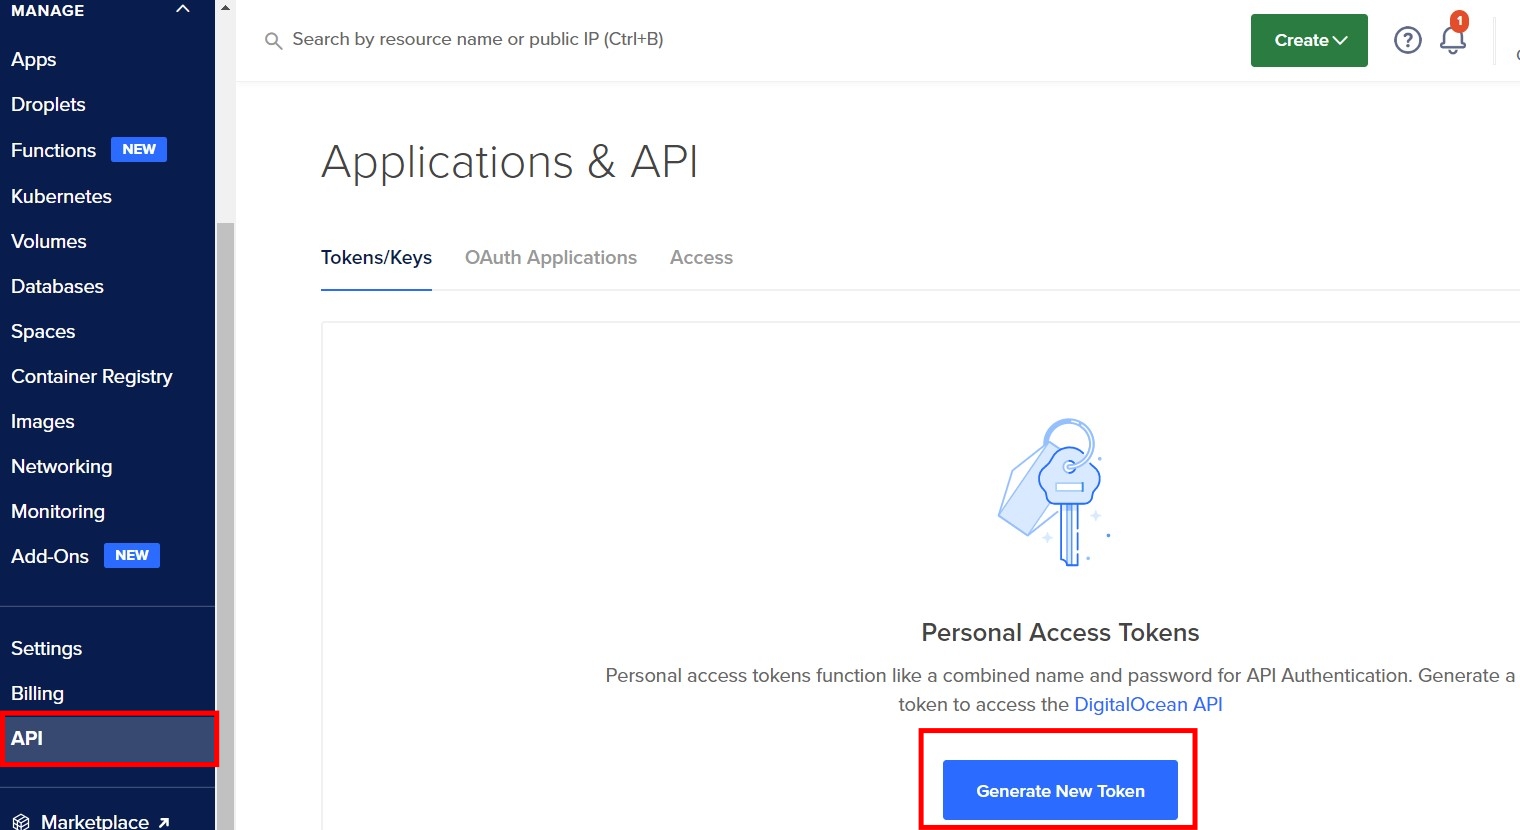 MANAGE
Apps
Droplets
Functions NEW
Kubernetes
Volumes
Databases
Spaces
Container Registry
Images
Networking
Monitoring
Add-Ons NEW
Settings
Billing
API
Marketplace
Search by resource name or public IP (Ctrl+B)
Create
?
1
Applications & API
Tokens/Keys OAuth Applications Access
Personal Access Tokens
Personal access tokens function like a combined name and password for API Authentication. Generate a
token to access the DigitalOcean API
Generate New Token